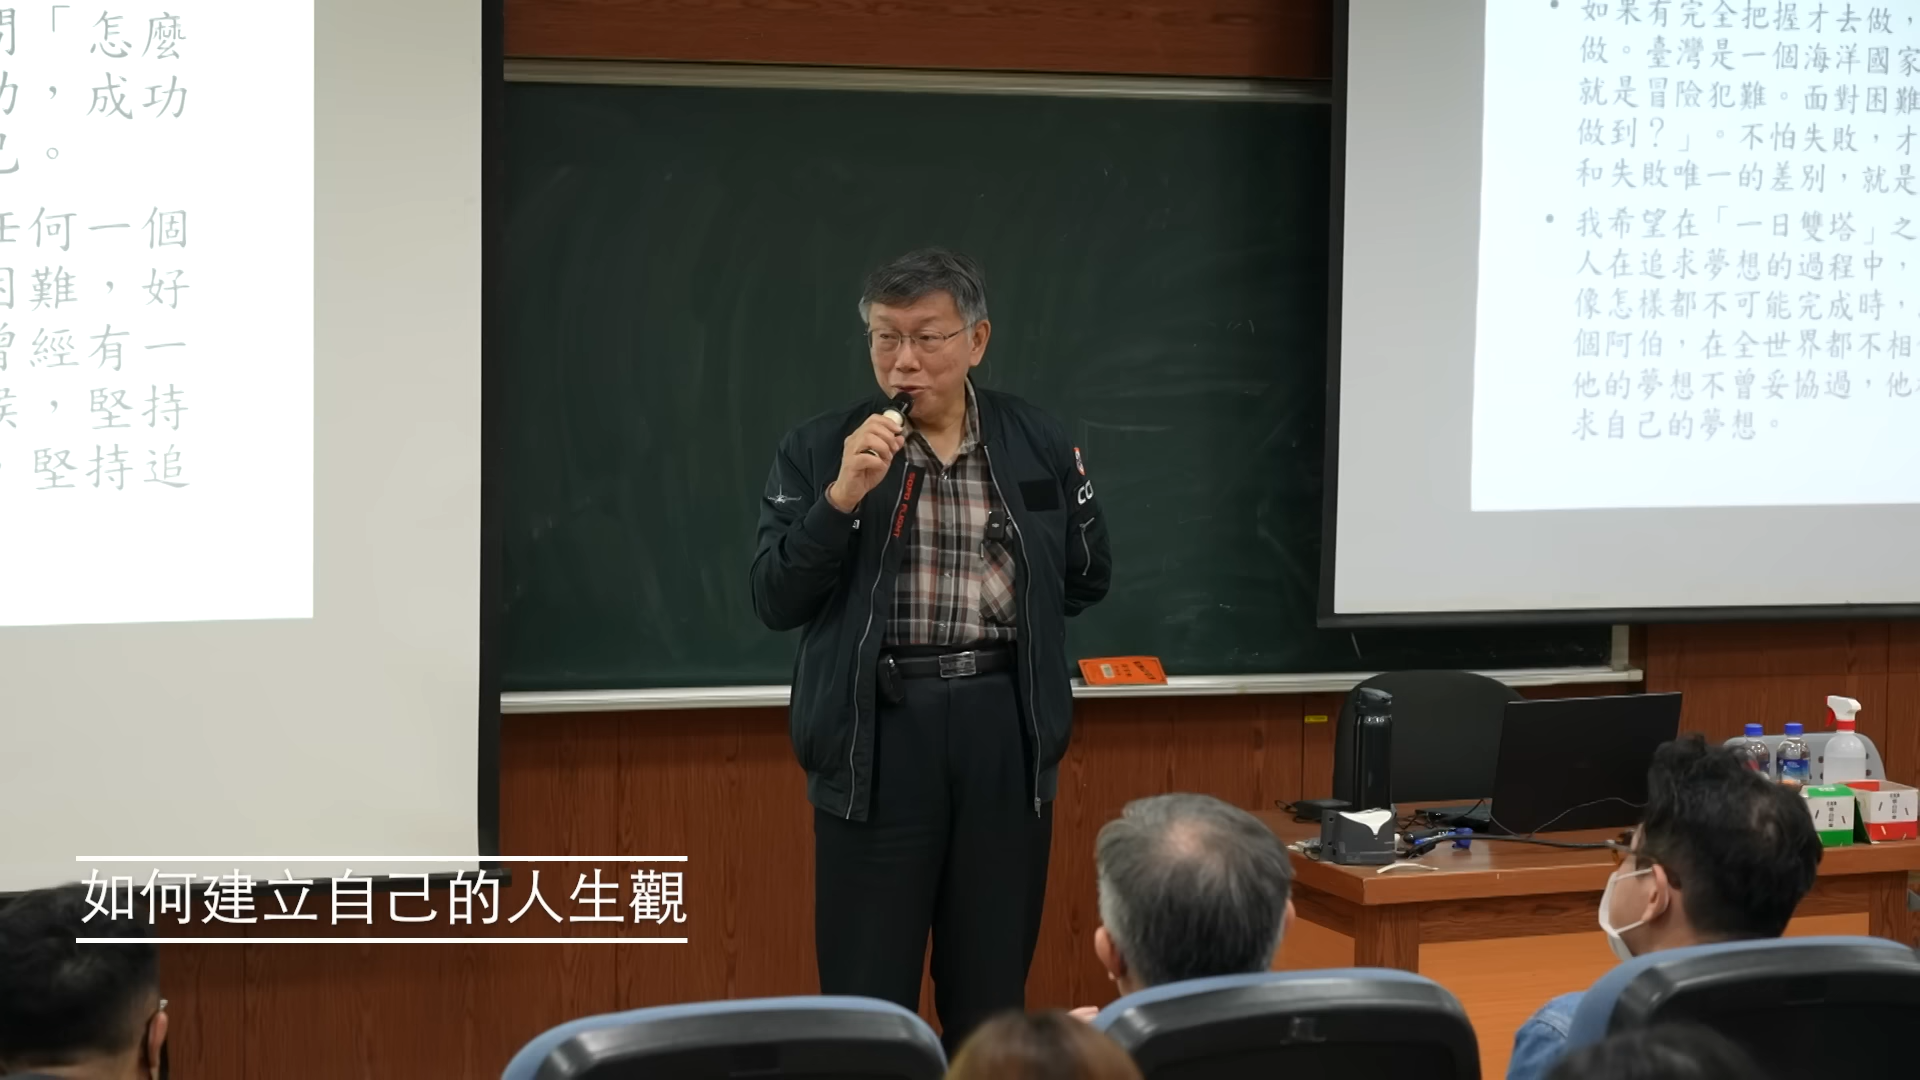 「怎麼
，成功
己。
任何一個
困難，好
曾經有一
候，堅持
，堅持追
如果有完全把握才去做，
做。臺灣是一個海洋國家
就是冒險犯難。面對困難
做到？」。不怕失敗，才
和失敗唯一的差別，就是
我希望在「一日雙塔」之
人在追求夢想的過程中，
像怎樣都不可能完成時，
個阿伯，在全世界都不相
他的夢想不曾妥協過，他
求自己的夢想。
GOPO FLIGHT
CO
如何建立自己的人生觀